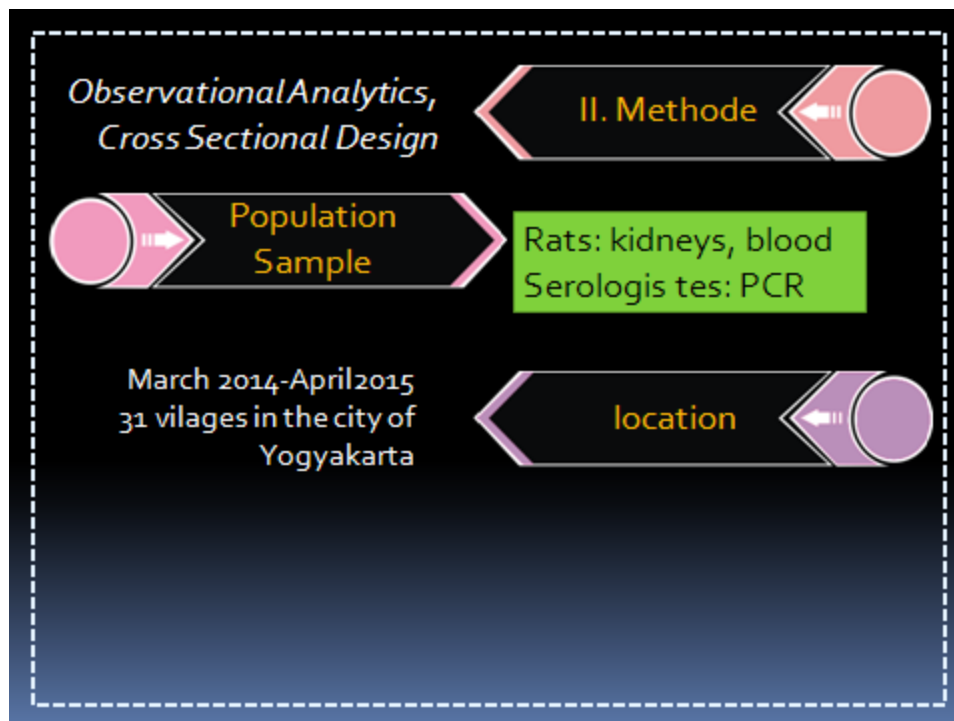 Observational Analytics,
Cross Sectional Design
II. Methode
Population
Sample
Rats: kidneys, blood
Serologis tes: PCR
March 2014-April2015
31 vilages in the city of
Yogyakarta
location